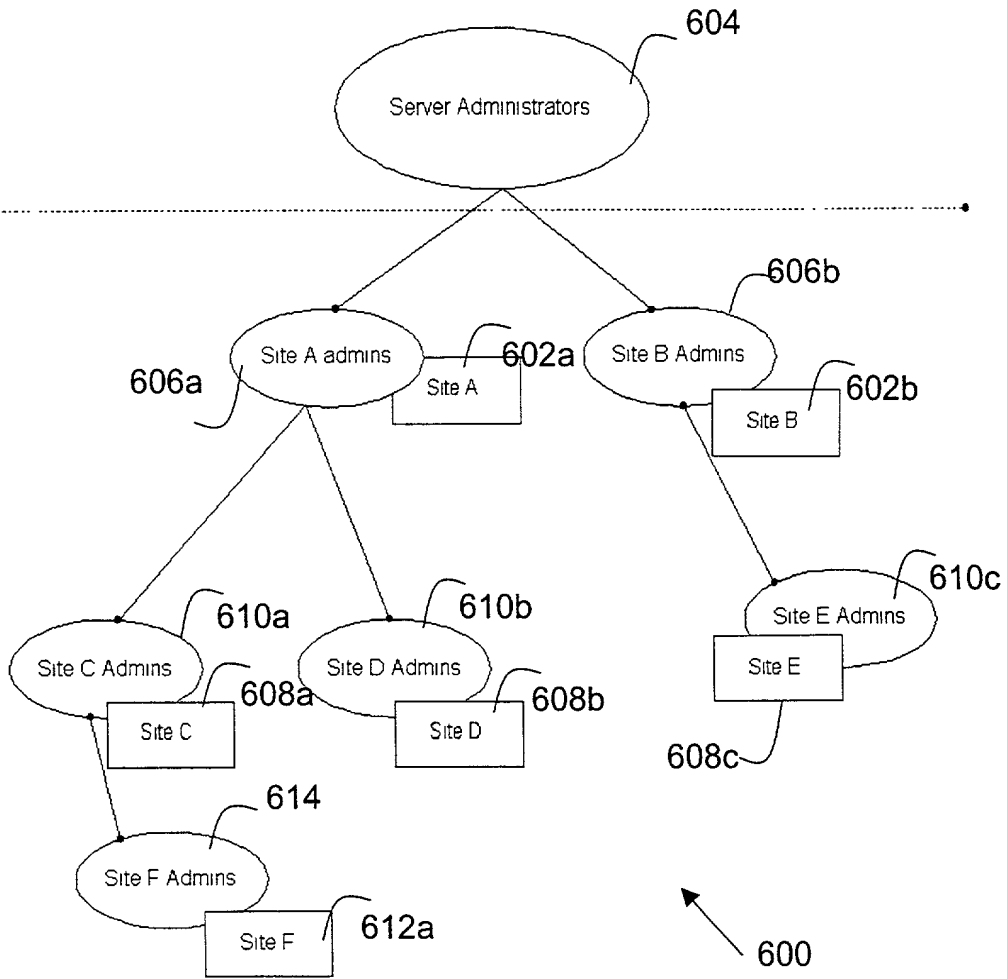 604
Server Administrators
606b
Site A admins
602a
Site A
Site B Admins
606a
602b
Site B
610a
610b
610c
Site E Admins
Site C Admins
Site D Admins
Site E
608a
608b
Site C
Site D
608c
614
Site F Admins
612a
Site F
600